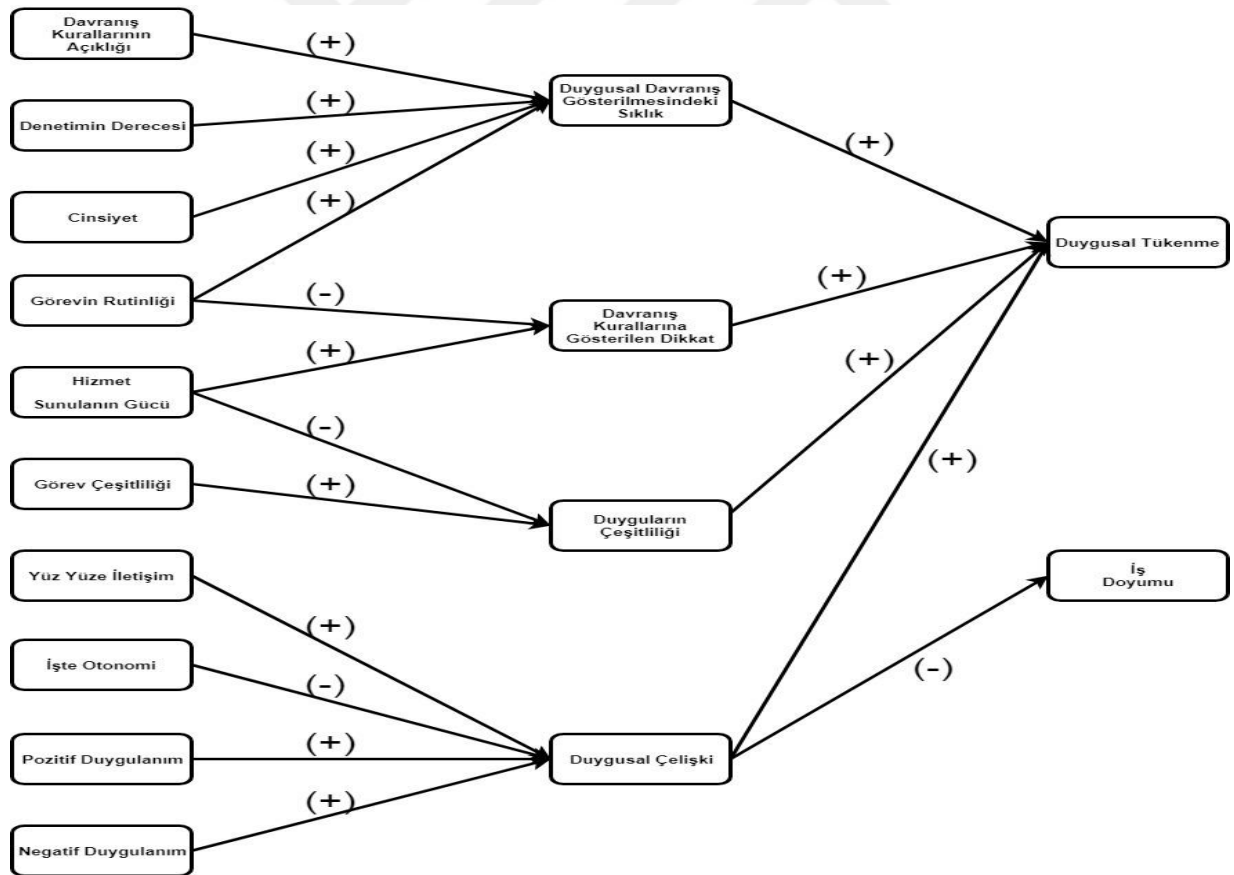 Davranış
Kurallarının
Açıklığı
(+)
Duygusal Davranış
Gösterilmesindeki
Sıklık
Denetimin Derecesi
(+)
(+)
(+)
Cinsiyet
(+)
Duygusal Tükenme
Görevin Rutinliği
(-)
(+)
Davranış
Kurallarına
Gösterilen Dikkat
(+)
(+)
Hizmet
Sunulanın Gücü
(-)
Görev Çeşitliliği
(+)
(+)
Duyguların
Çeşitliliği
Yüz Yüze İletişim
İş
Doyumu
(+)
İşte Otonomi
(-)
(-)
Pozitif Duygulanım
(+)
Duygusal Çelişki
(+)
Negatif Duygulanım